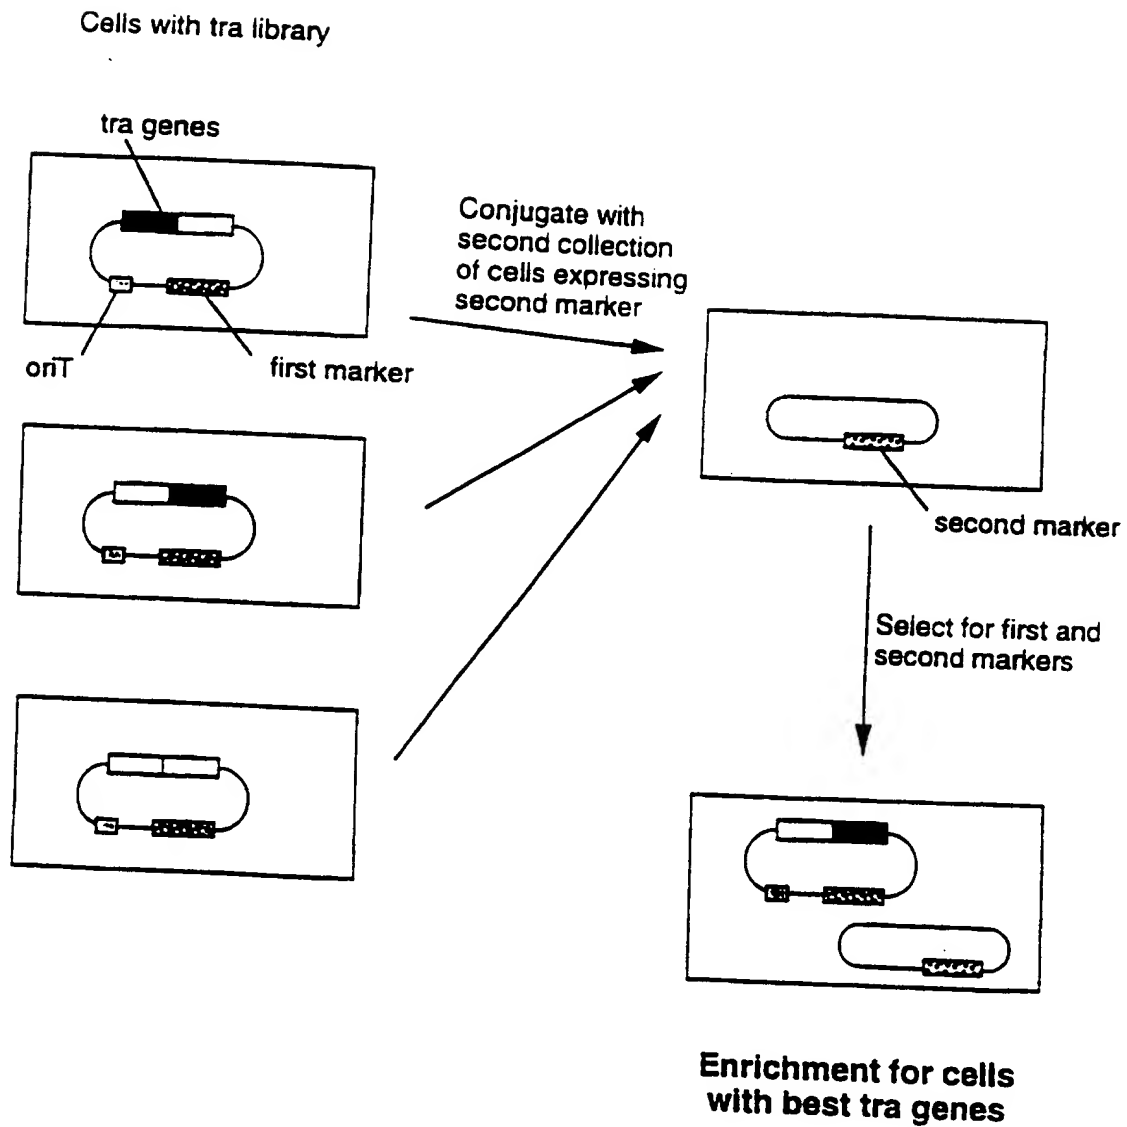 Cells with tra library
tra genes
Conjugate with
second collection
of cells expressing
second marker
oriT
first marker
second marker
Select for first and
second markers
Enrichment for cells
with best tra genes